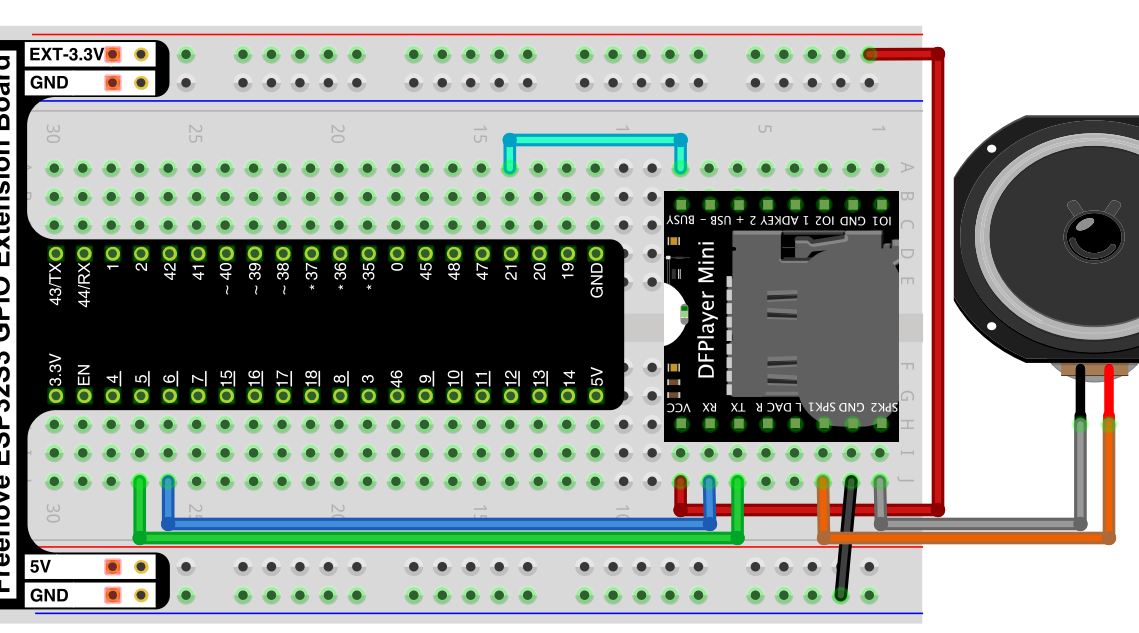 EXT-3.3V
GND
Freenove ESP32S3 GPIO Extension Board
30 25 20 15 1 5 1
A
B
C
D
E
43/TX 44/RX 1 2 42 41 ~ 40 ~ 39 ~ 38 * 37 * 36 * 35 0 45 48 47 21 20 19 GND
3.3V EN 4 5 6 7 15 16 17 18 8 3 46 9 10 11 12 13 14 5V
BUSY USB - USB + ADKEY 2 ADKEY 1 IO2 GND IO1
DFPlayer Mini
VCC RX TX DAC R DAC L SPK1 GND SPK2
F
G
H
I
J
30 25 20 15 10
5V
GND